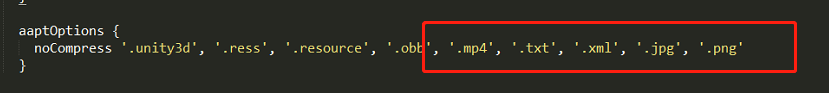 aaptOptions {
noCompress '.unity3d', '.ress', '.resource', '.obb', '.mp4', '.txt', '.xml', '.jpg', '.png'
}